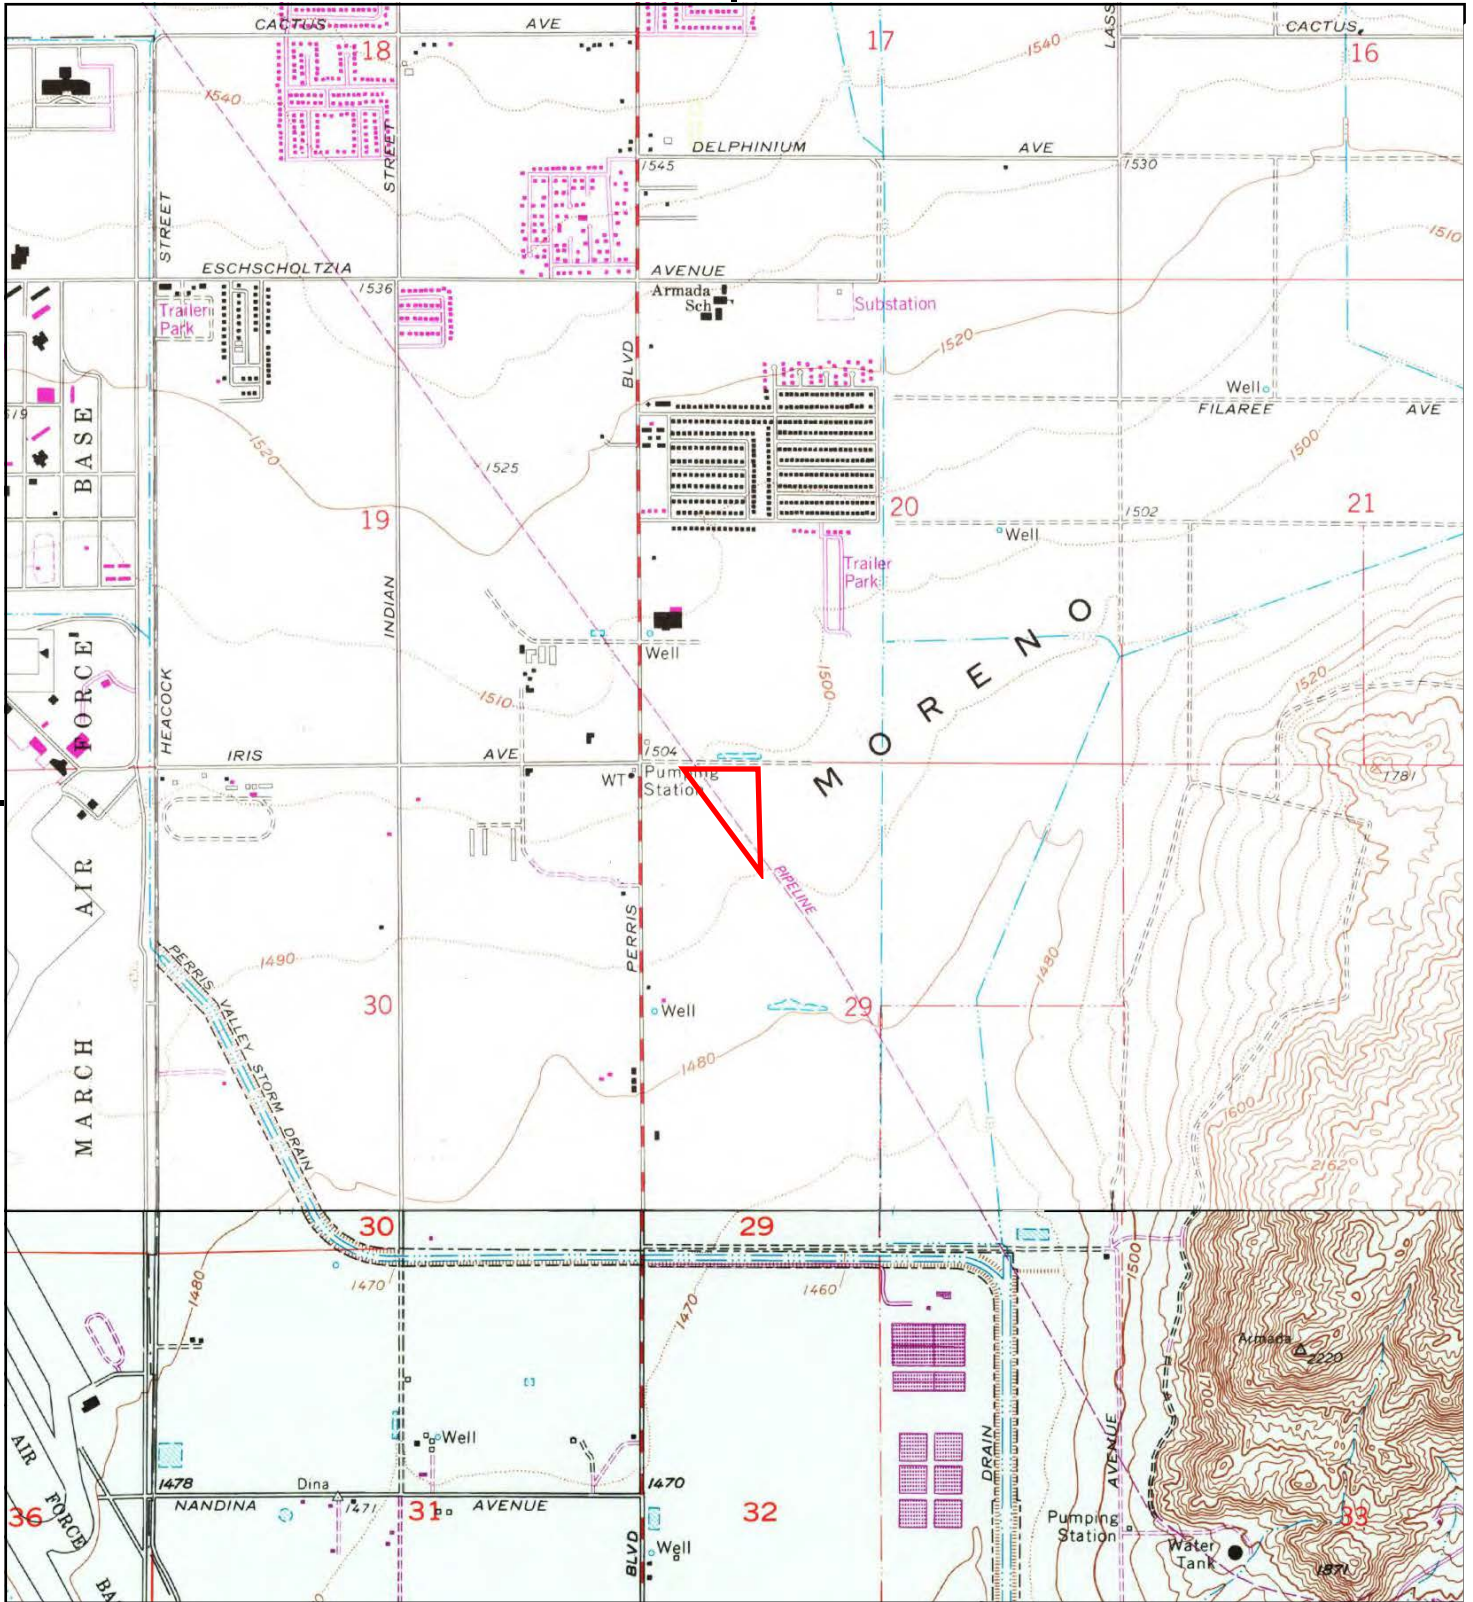 CACTUS AVE
CACTUS
LASS
18
17
16
1540
1540
STREET
DELPHINIUM AVE
1545
1530
STREET
1510
ESCHSCHOLTZIA
AVENUE
1536
Armada
Sch
Substation
Trailer
Park
1520
BLVD
Well
FILAREE AVE
BASE
1520
1525
1500
19
20
21
1502
Well
Trailer
Park
INDIAN
MORENO
Well
FORCE
HEACOCK
1510
1500
1520
IRIS AVE
1504
WT
Pumping
Station
1781
AIR
PIPELINE
PERRIS
1490
PERRIS VALLEY STORM DRAIN
1480
30
Well
29
MARCH
1480
1600
2162
30
29
1480
1470
1460
1470
1500
Armada
2220
1700
Well
AIR
FORCE
BA
1478
Dina
1471
NANDINA AVENUE
1470
DRAIN
AVENUE
36
31
32
33
Pumping
Station
Water
Tank
BLVD
Well
1871